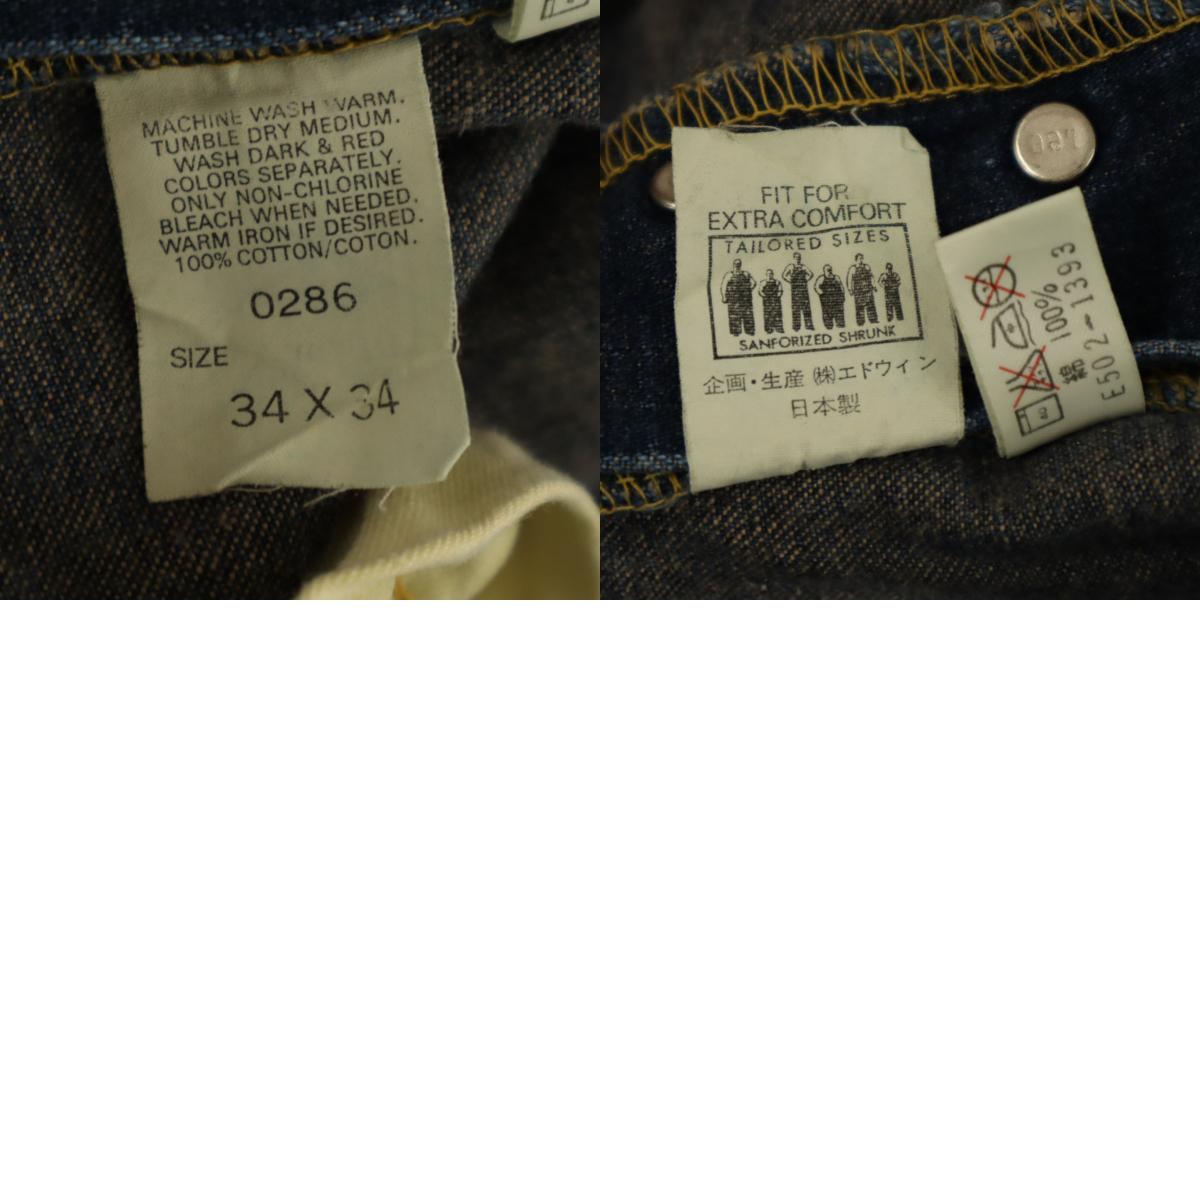 MACHINE WASH WARM.
TUMBLE DRY MEDIUM.
WASH DARK & RED
COLORS SEPARATELY.
ONLY NON-CHLORINE
BLEACH WHEN NEEDED.
WARM IRON IF DESIRED.
100% COTTON/COTON.
0286
SIZE
34 X 34
FIT FOR
EXTRA COMFORT
TAILORED SIZES
SANFORIZED SHRUNK
企画・生産 ㈱エドウィン
日本製
綿 100%
E502-1393